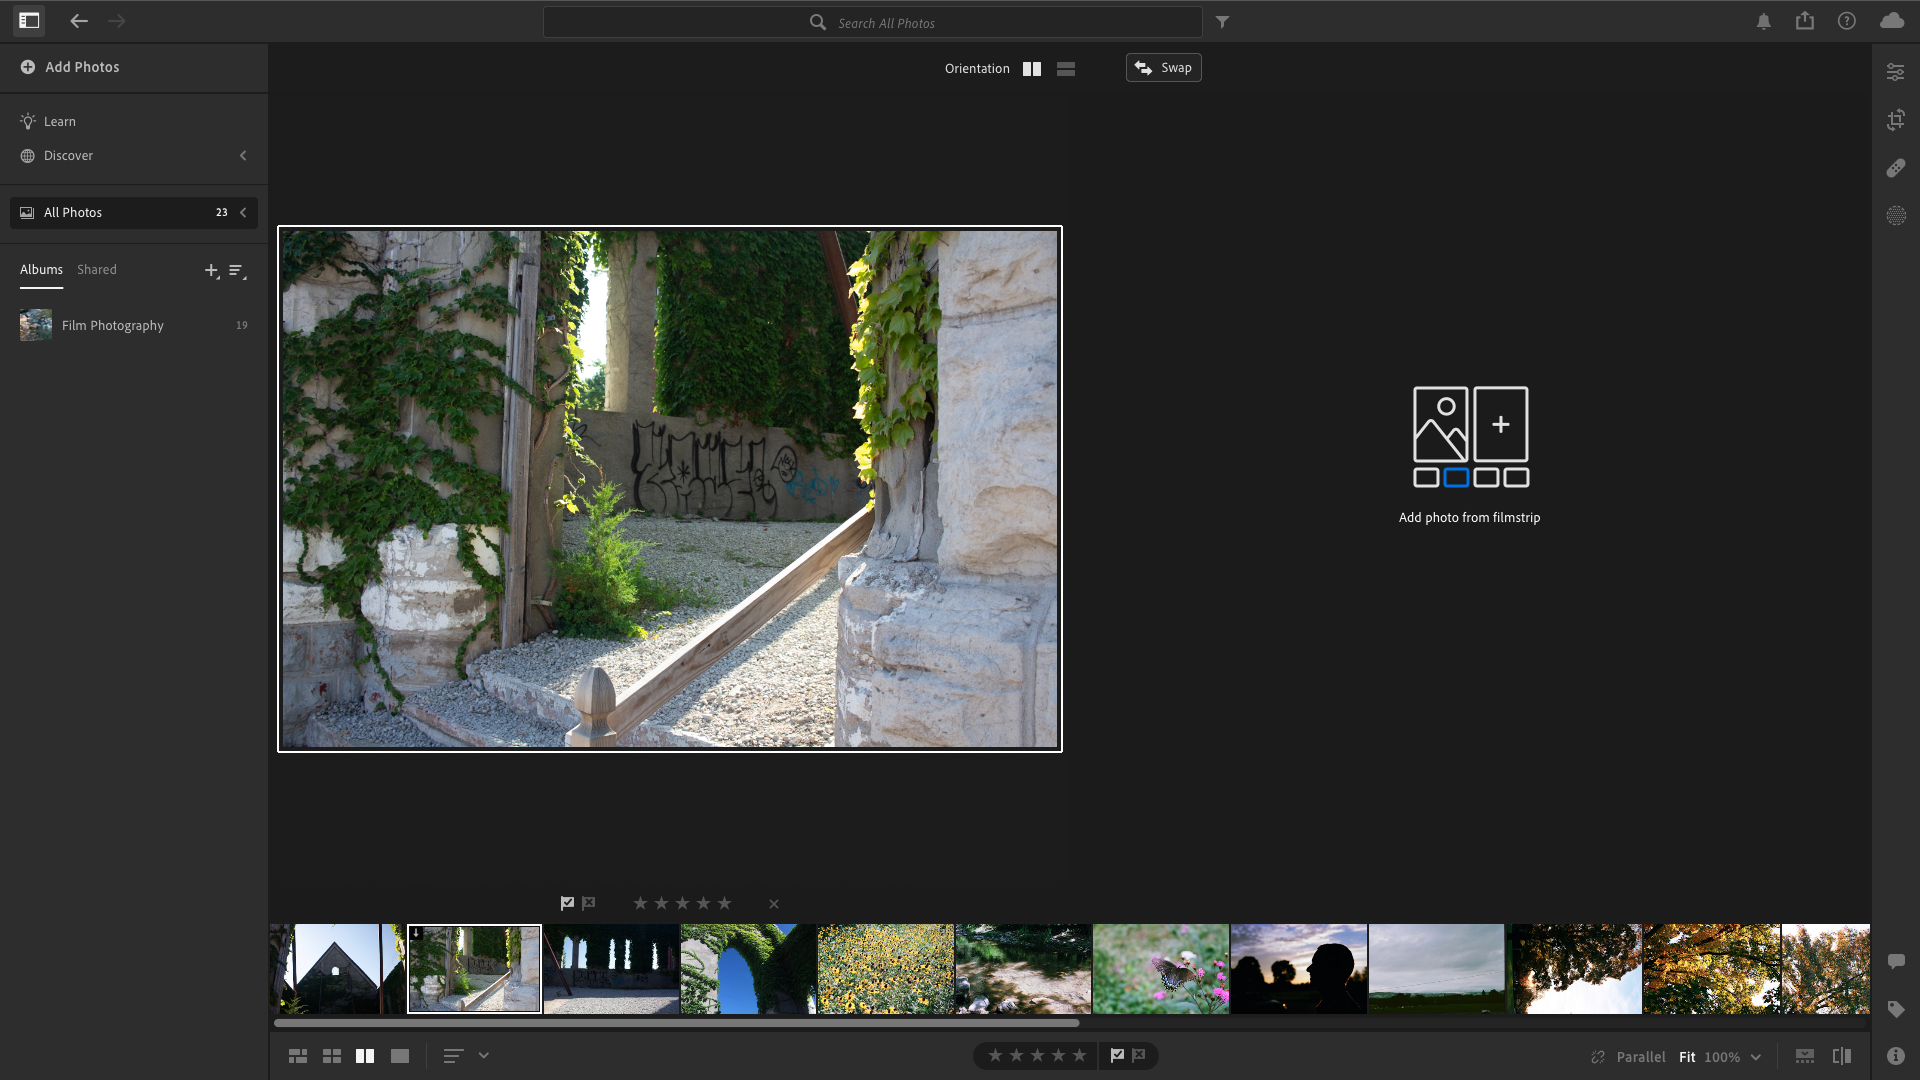 Search All Photos
Add Photos
Orientation
Swap
Learn
Discover
All Photos
23
Albums
Shared
Film Photography
19
Add photo from filmstrip
Parallel
Fit
100%